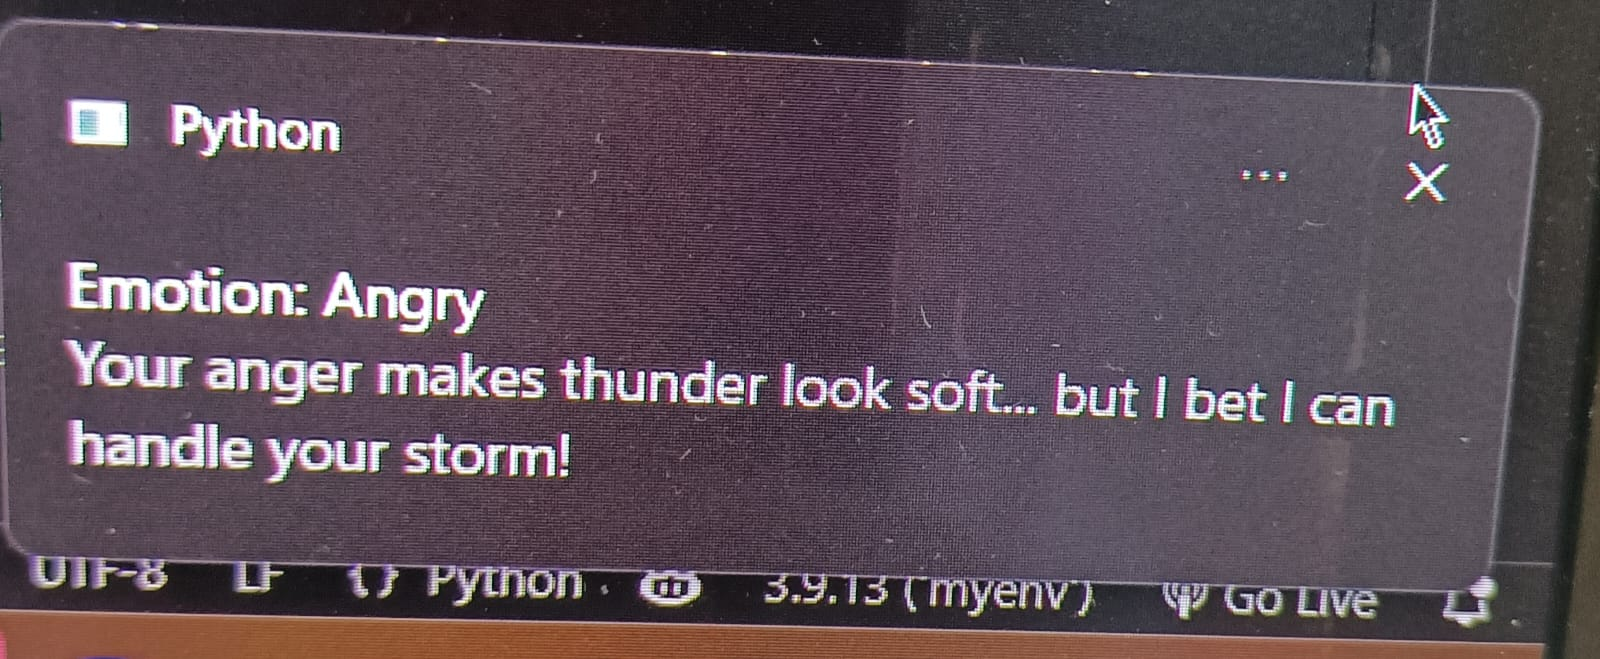 Python
...
Emotion: Angry
Your anger makes thunder look soft... but I bet I can
handle your storm!
UTF-8 LF {} Python 3.9.13 ('myenv') Go Live